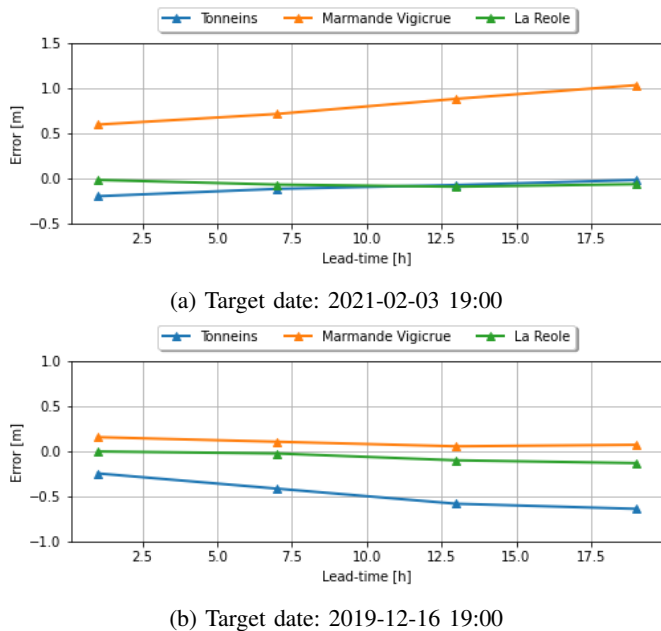 Tonneins Marmande Vigicrue La Reole
1.5
1.0
0.5
0.0
−0.5
Error [m]
2.5 5.0 7.5 10.0 12.5 15.0 17.5
Lead-time [h]
(a) Target date: 2021-02-03 19:00
Tonneins Marmande Vigicrue La Reole
1.0
0.5
0.0
−0.5
−1.0
Error [m]
2.5 5.0 7.5 10.0 12.5 15.0 17.5
Lead-time [h]
(b) Target date: 2019-12-16 19:00